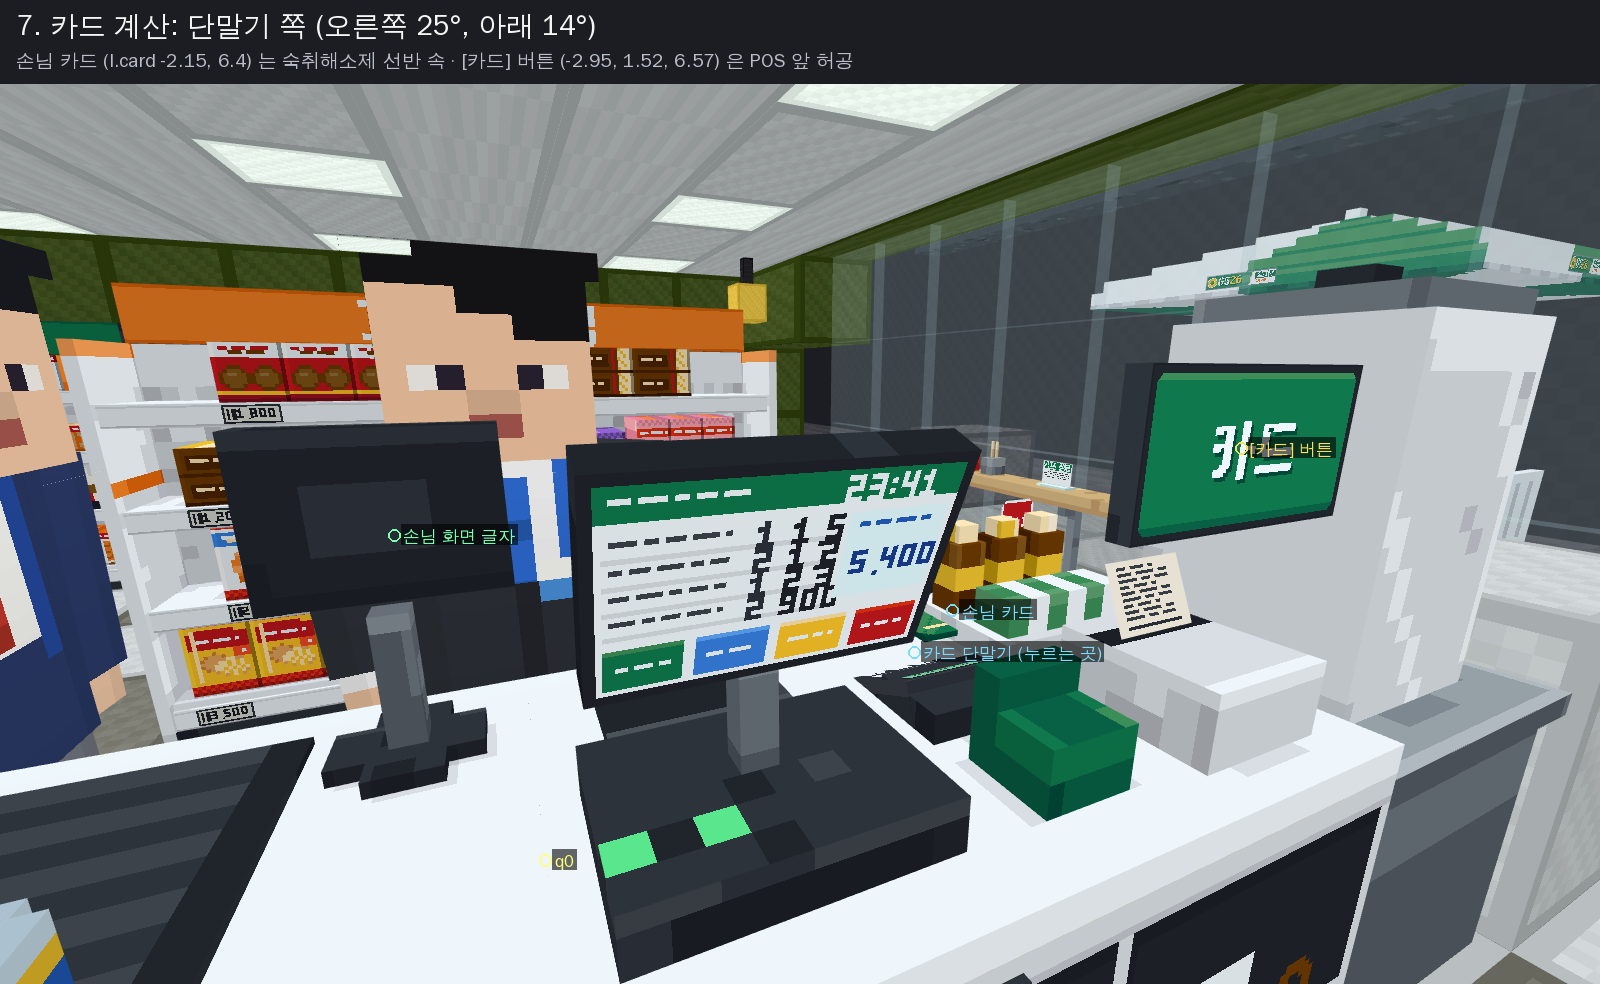 7. 카드 계산: 단말기 쪽 (오른쪽 25°, 아래 14°)
손님 카드 (I.card -2.15, 6.4) 는 숙취해소제 선반 속 · [카드] 버튼 (-2.95, 1.52, 6.57) 은 POS 앞 허공
카드
[카드] 버튼
800
23:41
손님 화면 글자
5,400
손님 카드
카드 단말기 (누르는 곳)
500
q0